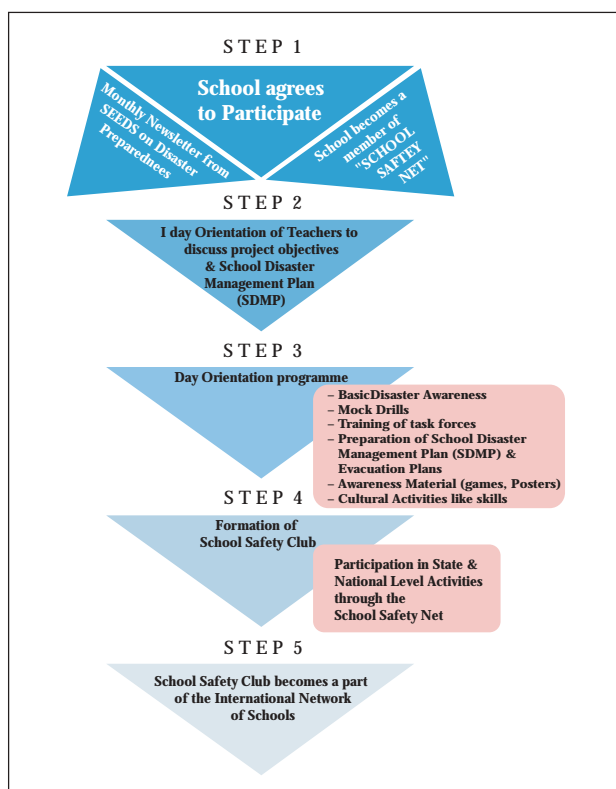 STEP 1
School agrees
to Participate
Monthly Newsletter from
SEEDS on Disaster
Preparednees
School becomes a
member of
"SCHOOL
SAFTEY
NET"
STEP 2
I day Orientation of Teachers to
discuss project objectives
& School Disaster
Management Plan
(SDMP)
STEP 3
Day Orientation programme
– BasicDisaster Awareness
– Mock Drills
– Training of task forces
– Preparation of School Disaster
Management Plan (SDMP) &
Evacuation Plans
– Awareness Material (games, Posters)
– Cultural Activities like skills
STEP 4
Formation of
School Safety Club
Participation in State &
National Level Activities
through the
School Safety Net
STEP 5
School Safety Club becomes a part
of the International Network
of Schools